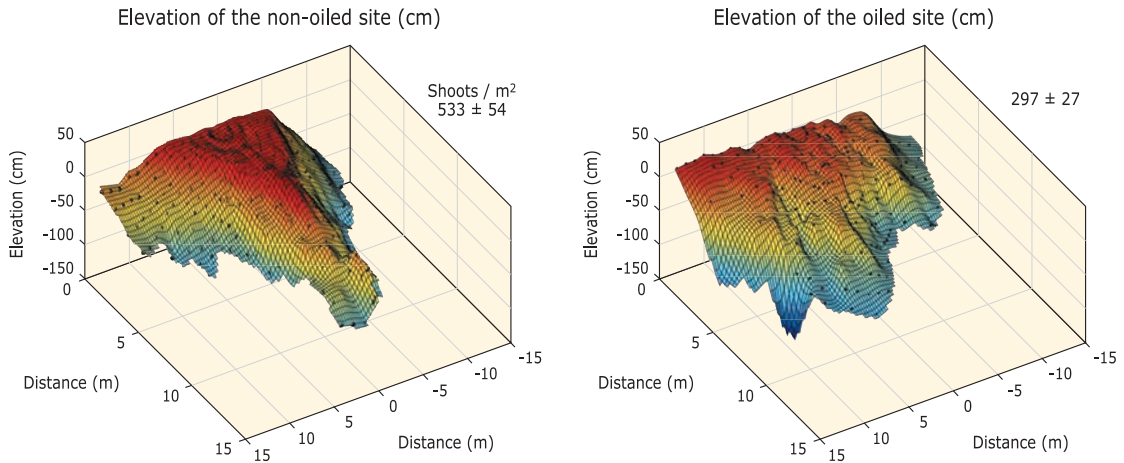 Elevation of the non-oiled site (cm)
Shoots / m²
533 ± 54
Elevation (cm)
50
0
-50
-100
-150
0
5
10
15
Distance (m)
15
10
5
0
-5
-10
-15
Distance (m)
Elevation of the oiled site (cm)
297 ± 27
Elevation (cm)
50
0
-50
-100
-150
0
5
10
15
Distance (m)
15
10
5
0
-5
-10
-15
Distance (m)